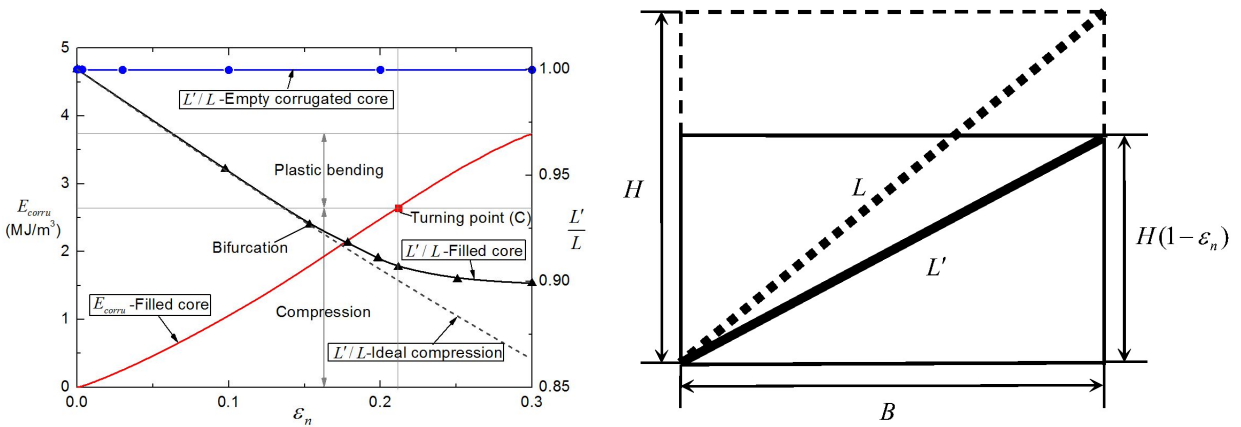 5
4
3
2
1
0
E_corru
(MJ/m³)
1.00
0.95
0.90
0.85
L′
L
0.0
0.1
0.2
0.3
ε_n
L′/L -Empty corrugated core
Plastic bending
Turning point (C)
Bifurcation
L′/L -Filled core
E_corru -Filled core
Compression
L′/L-Ideal compression
H
L
L′
H(1−ε_n)
B